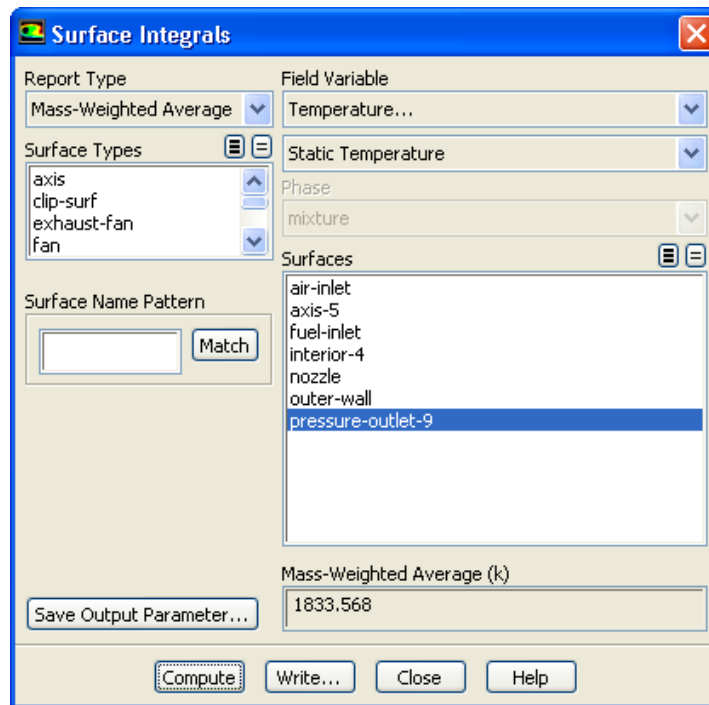 Surface Integrals
Report Type
Mass-Weighted Average
Surface Types
axis
clip-surf
exhaust-fan
fan
Surface Name Pattern
Match
Save Output Parameter...
Field Variable
Temperature...
Static Temperature
Phase
mixture
Surfaces
air-inlet
axis-5
fuel-inlet
interior-4
nozzle
outer-wall
pressure-outlet-9
Mass-Weighted Average (k)
1833.568
Compute Write... Close Help